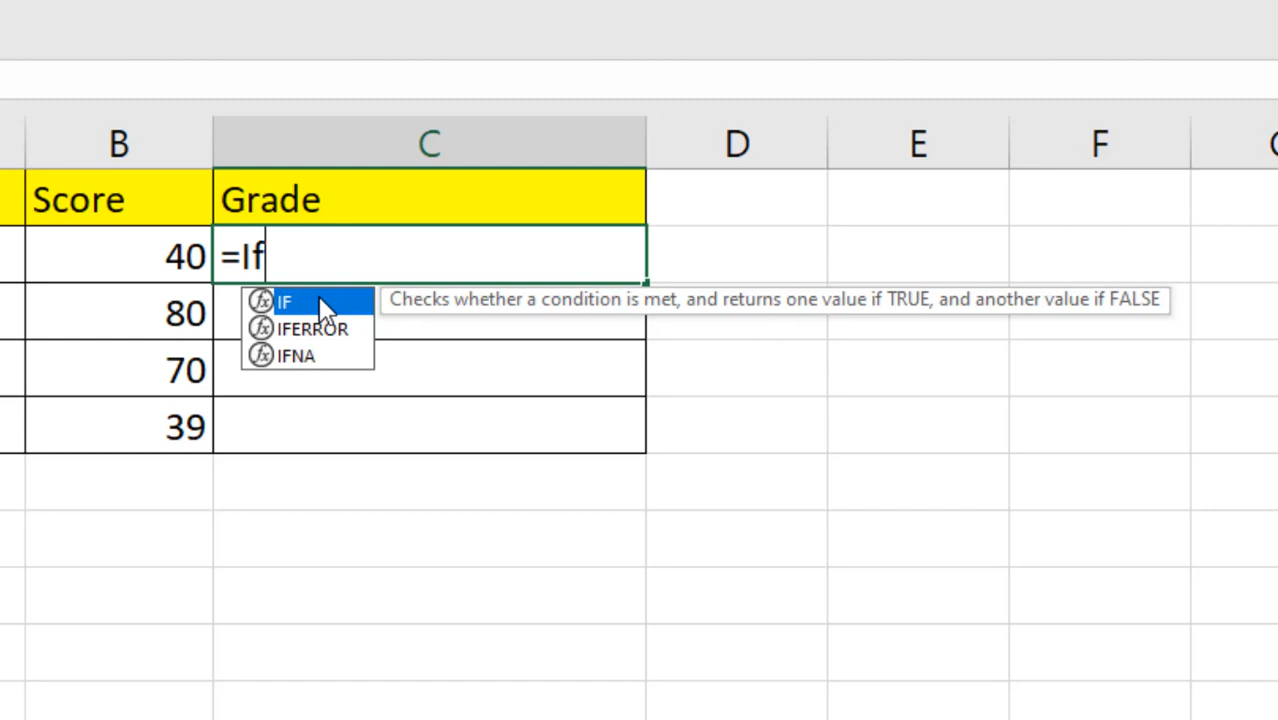 B C D E F
Score Grade
40 =If
IF Checks whether a condition is met, and returns one value if TRUE, and another value if FALSE
80 IFERROR
IFNA
70
39